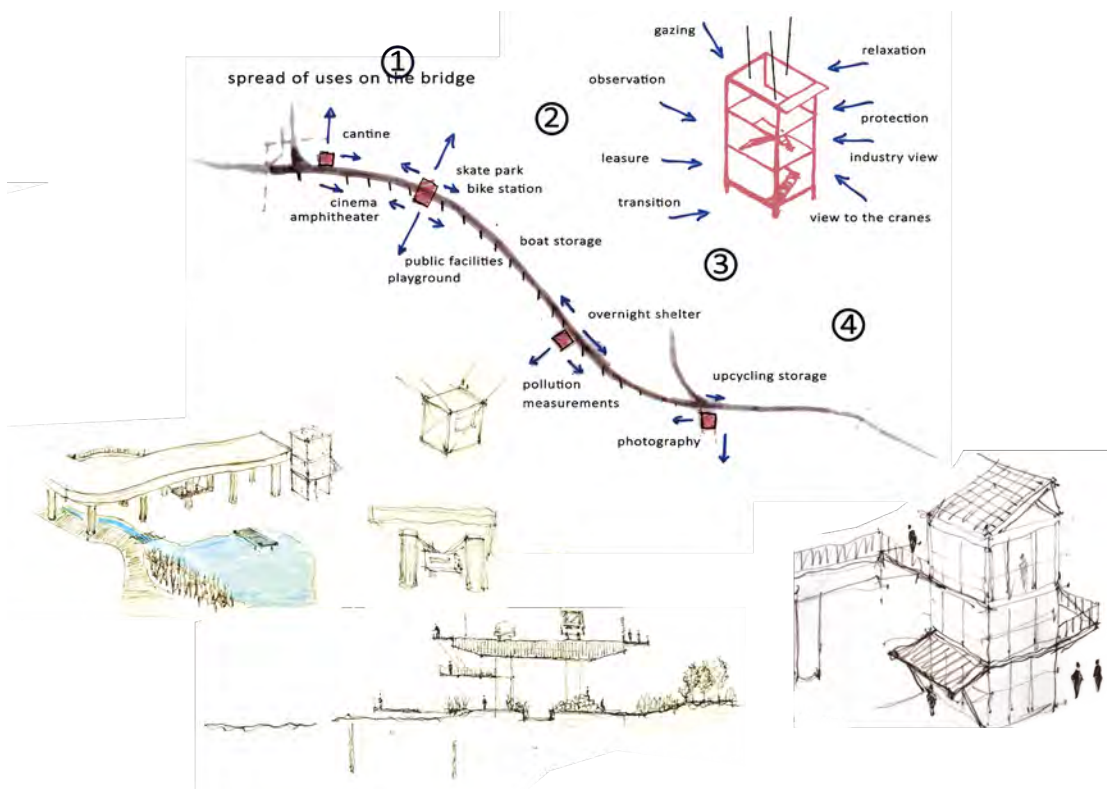 ①
spread of uses on the bridge
②
③
④
cantine
skate park
bike station
cinema
amphitheater
public facilities
playground
boat storage
overnight shelter
pollution
measurements
upcycling storage
photography
gazing
observation
leasure
transition
relaxation
protection
industry view
view to the cranes